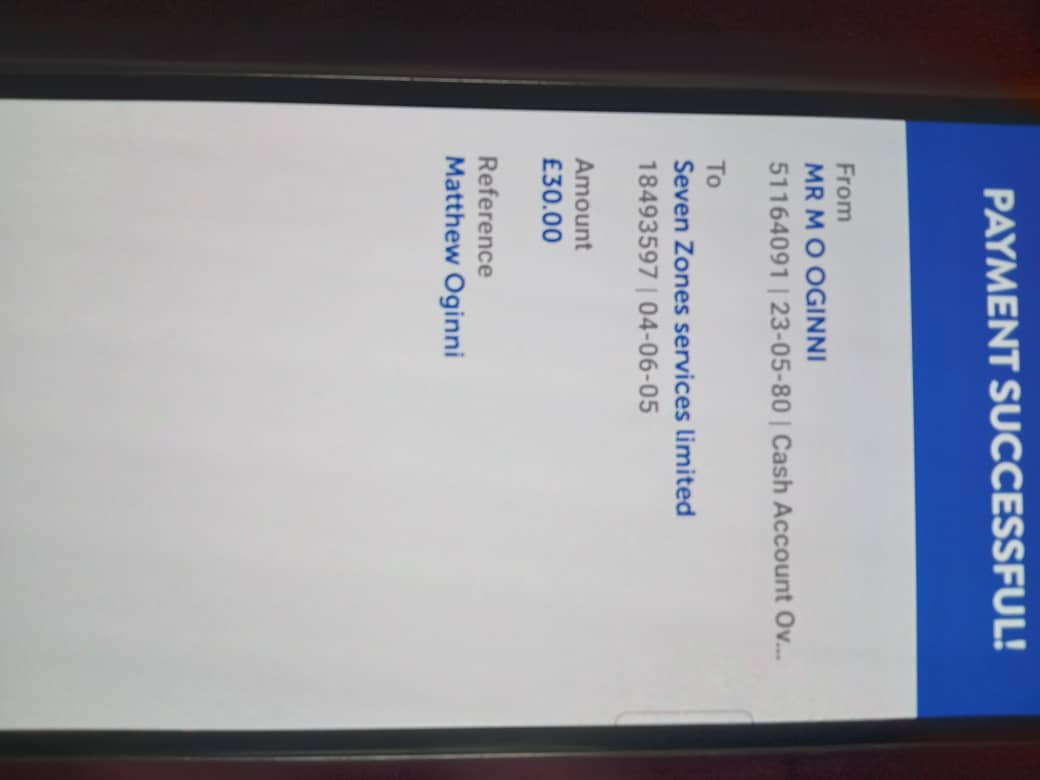 PAYMENT SUCCESSFUL!
From
MR M O OGINNI
51164091 | 23-05-80 | Cash Account Ov...
To
Seven Zones services limited
18493597 | 04-06-05
Amount
£30.00
Reference
Matthew Oginni